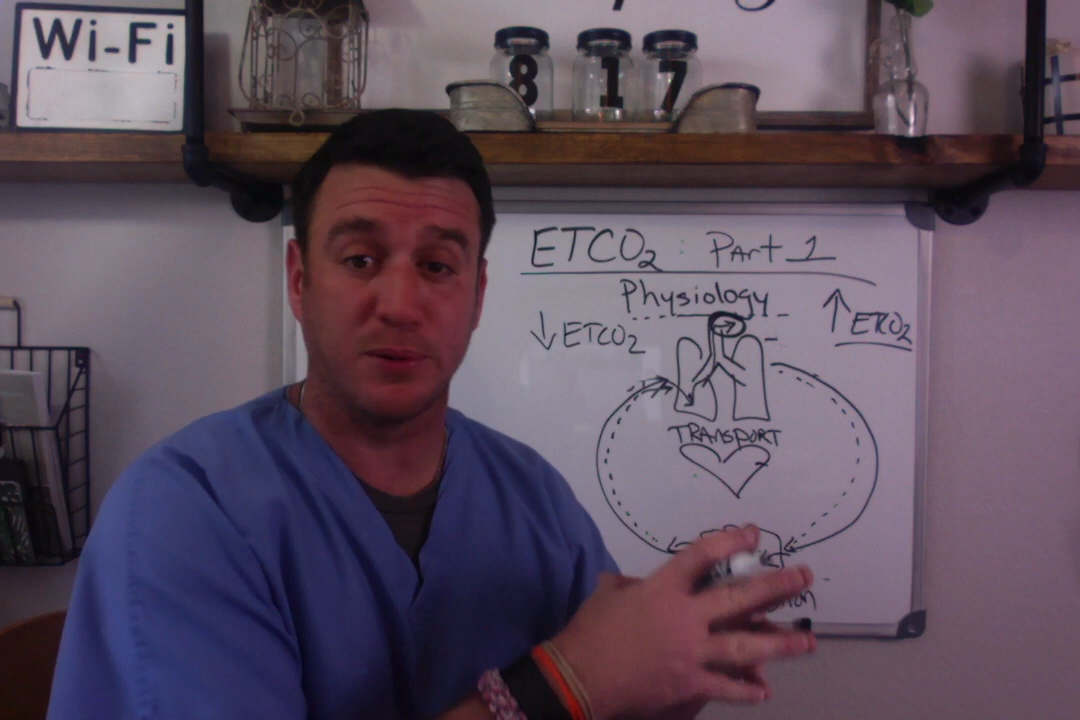 Wi-Fi
8 1 7
ETCO₂ : Part 1
Physiology
↓ ETCO₂
↑ ETCO₂
TRANSPORT